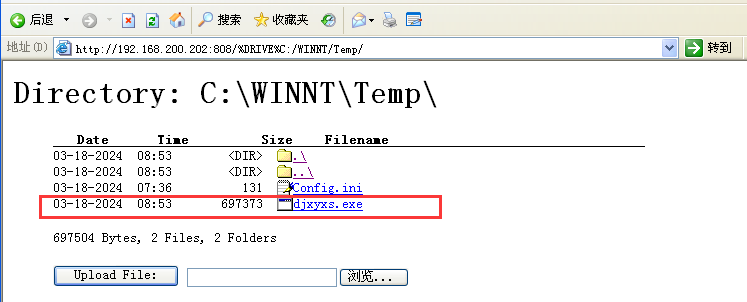 后退 搜索 收藏夹
地址(D) http://192.168.200.202:808/%DRIVE%C:/WINNT/Temp/ 转到
Directory: C:\WINNT\Temp\
Date Time Size Filename
03-18-2024 08:53 <DIR> .\
03-18-2024 08:53 <DIR> ..\
03-18-2024 07:36 131 Config.ini
03-18-2024 08:53 697373 djxyxs.exe
697504 Bytes, 2 Files, 2 Folders
Upload File: 浏览...